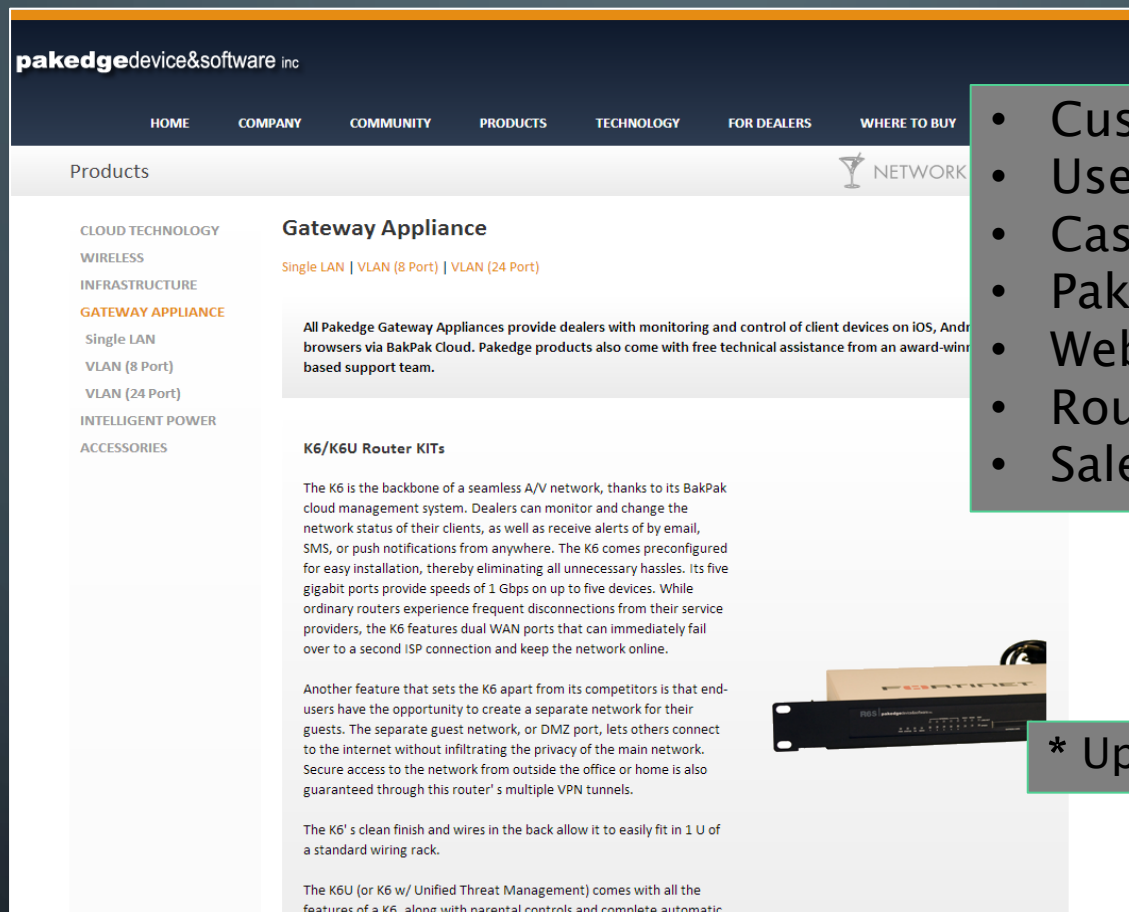 pakedgedevice&software inc
HOME COMPANY COMMUNITY PRODUCTS TECHNOLOGY FOR DEALERS WHERE TO BUY
Products
NETWORK
CLOUD TECHNOLOGY
WIRELESS
INFRASTRUCTURE
GATEWAY APPLIANCE
Single LAN
VLAN (8 Port)
VLAN (24 Port)
INTELLIGENT POWER
ACCESSORIES
Gateway Appliance
Single LAN | VLAN (8 Port) | VLAN (24 Port)
All Pakedge Gateway Appliances provide dealers with monitoring and control of client devices on iOS,
browsers via BakPak Cloud. Pakedge products also come with free technical assistance from an
based support team.
K6/K6U Router KITs
The K6 is the backbone of a seamless A/V network, thanks to its BakPak
cloud management system. Dealers can monitor and change the
network status of their clients, as well as receive alerts of by email,
SMS, or push notifications from anywhere. The K6 comes preconfigured
for easy installation, thereby eliminating all unnecessary hassles. Its five
gigabit ports provide speeds of 1 Gbps on up to five devices. While
ordinary routers experience frequent disconnections from their service
providers, the K6 features dual WAN ports that can immediately fail
over to a second ISP connection and keep the network online.
Another feature that sets the K6 apart from its competitors is that end-
users have the opportunity to create a separate network for their
guests. The separate guest network, or DMZ port, lets others connect
to the internet without infiltrating the privacy of the main network.
Secure access to the network from outside the office or home is also
guaranteed through this router' s multiple VPN tunnels.
The K6' s clean finish and wires in the back allow it to easily fit in 1 U of
a standard wiring rack.
The K6U (or K6 w/ Unified Threat Management) comes with all the
features of a K6, along with parental controls and complete automatic
FORTINET
• Cus
• Use
• Cas
• Pak
• Web
• Rou
• Sale
* Up